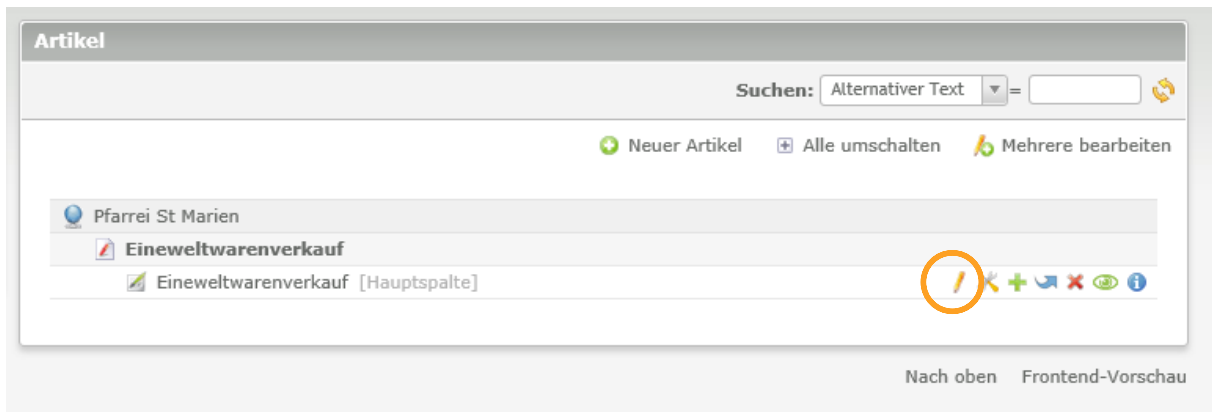 Artikel
Suchen: Alternativer Text =
Neuer Artikel Alle umschalten Mehrere bearbeiten
Pfarrei St Marien
Eineweltwarenverkauf
Eineweltwarenverkauf [Hauptspalte]
Nach oben Frontend-Vorschau